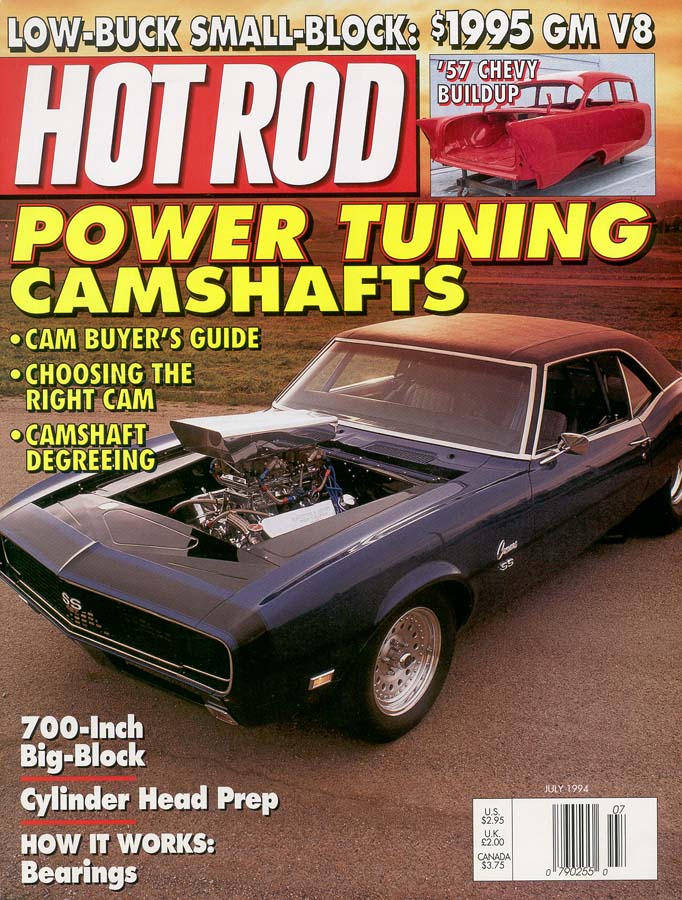 LOW-BUCK SMALL-BLOCK: $1995 GM V8
HOT ROD
'57 CHEVY
BUILDUP
POWER TUNING
CAMSHAFTS
• CAM BUYER'S GUIDE
• CHOOSING THE
RIGHT CAM
• CAMSHAFT
DEGREEING
Camaro
SS
SS
700-Inch
Big-Block
Cylinder Head Prep
HOW IT WORKS:
Bearings
JULY 1994
U.S.
$2.95
U.K.
£2.00
CANADA
$3.75
07
0 790255 0